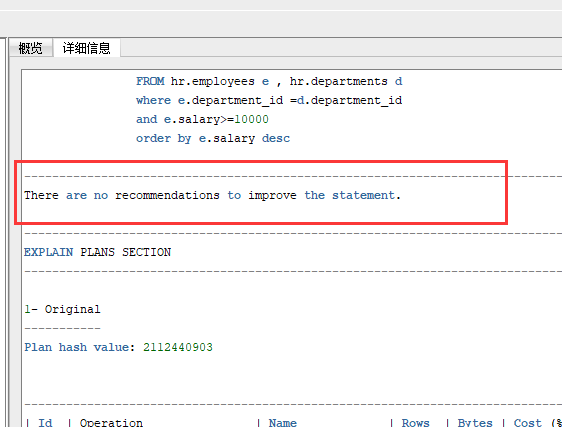 概览 详细信息
FROM hr.employees e , hr.departments d
where e.department_id =d.department_id
and e.salary>=10000
order by e.salary desc
-------------------------------------------------------------------------------
There are no recommendations to improve the statement.
-------------------------------------------------------------------------------
EXPLAIN PLANS SECTION
-------------------------------------------------------------------------------
1- Original
-----------
Plan hash value: 2112440903
-------------------------------------------------------------------------------
| Id | Operation | Name | Rows | Bytes | Cost (%